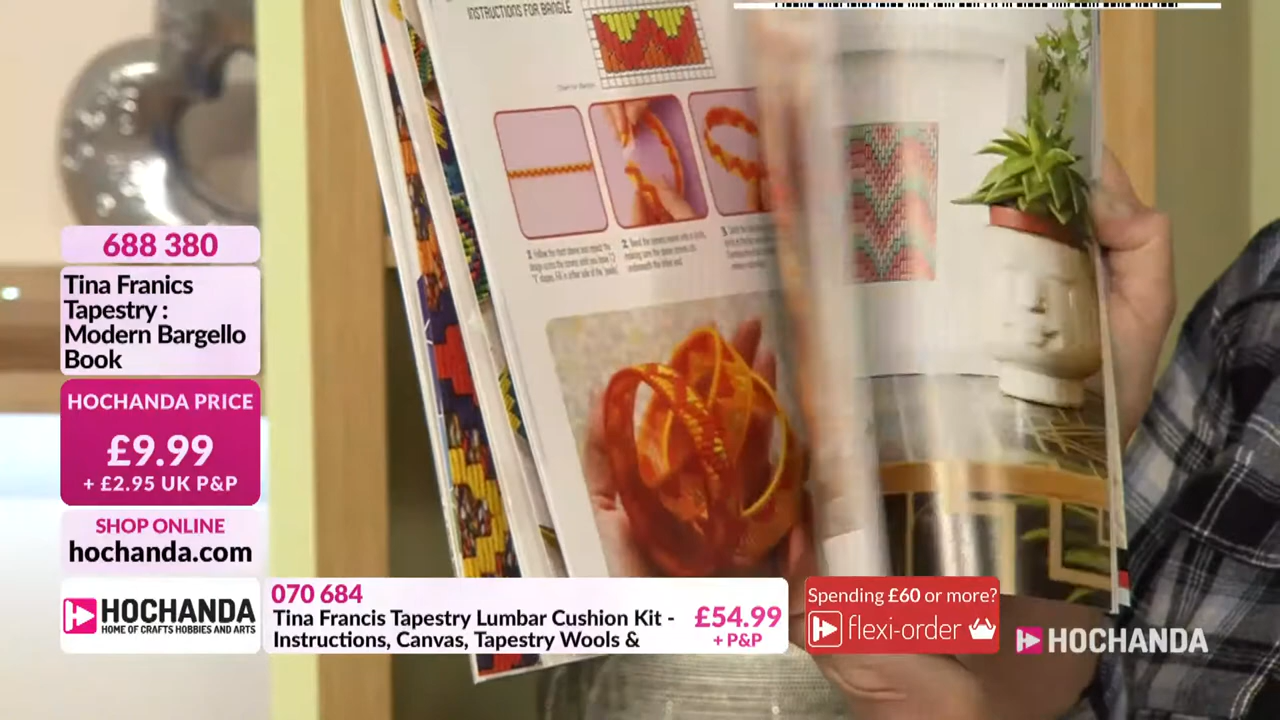 INSTRUCTIONS FOR BANGLE
688 380
Tina Franics
Tapestry :
Modern Bargello
Book
HOCHANDA PRICE
£9.99
+ £2.95 UK P&P
SHOP ONLINE
hochanda.com
HOCHANDA
HOME OF CRAFTS HOBBIES AND ARTS
070 684
Tina Francis Tapestry Lumbar Cushion Kit -
Instructions, Canvas, Tapestry Wools &
£54.99
+ P&P
Spending £60 or more?
flexi-order
HOCHANDA